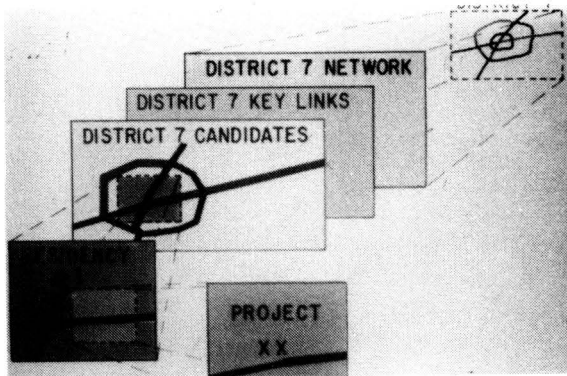 DISTRICT 7 NETWORK
DISTRICT 7 KEY LINKS
DISTRICT 7 CANDIDATES
PROJECT
XX